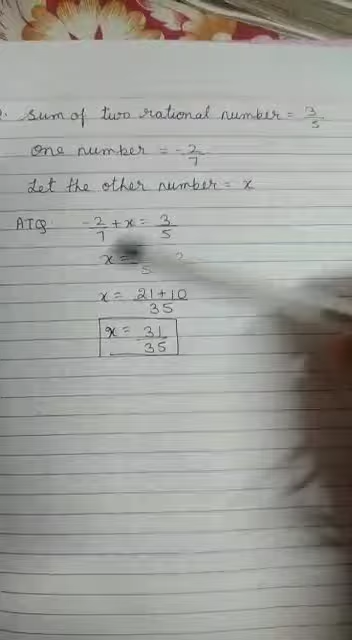 Sum of two rational number = 3/5
One number = -2/7
Let the other number = x
ATQ. -2/7 + x = 3/5
x =
x = 21+10/35
x = 31/35